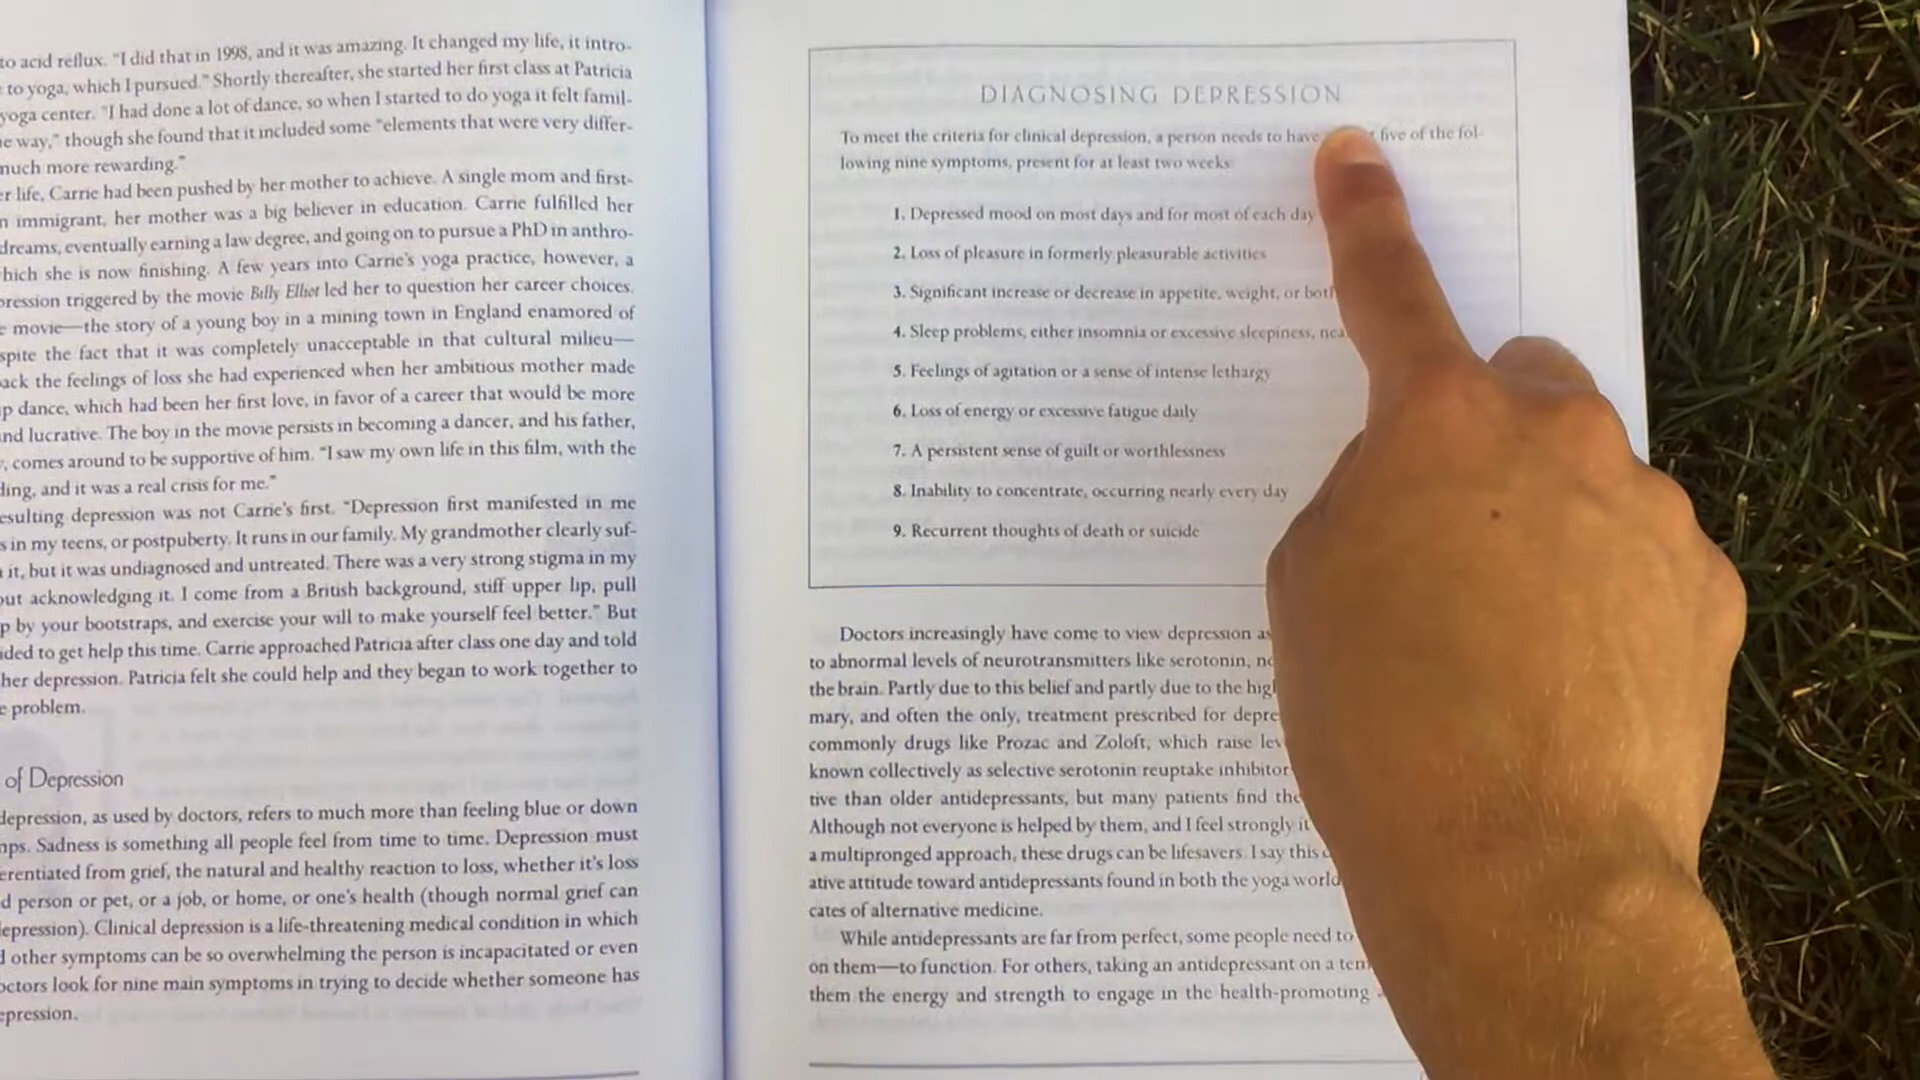 to acid reflux. "I did that in 1998, and it was amazing. It changed my life, it intro-
to yoga, which I pursued." Shortly thereafter, she started her first class at Patricia
yoga center. "I had done a lot of dance, so when I started to do yoga it felt famil-
way," though she found that it included some "elements that were very differ-
much more rewarding."
life, Carrie had been pushed by her mother to achieve. A single mom and first-
immigrant, her mother was a big believer in education. Carrie fulfilled her
dreams, eventually earning a law degree, and going on to pursue a PhD in anthro-
which she is now finishing. A few years into Carrie's yoga practice, however, a
triggered by the movie Billy Elliot led her to question her career choices.
movie—the story of a young boy in a mining town in England enamored of
the fact that it was completely unacceptable in that cultural milieu—
the feelings of loss she had experienced when her ambitious mother made
dance, which had been her first love, in favor of a career that would be more
and lucrative. The boy in the movie persists in becoming a dancer, and his father,
comes around to be supportive of him. "I saw my own life in this film, with the
and it was a real crisis for me."
depression was not Carrie's first. "Depression first manifested in me
in my teens, or postpuberty. It runs in our family. My grandmother clearly suf-
it, but it was undiagnosed and untreated. There was a very strong stigma in my
acknowledging it. I come from a British background, stiff upper lip, pull
by your bootstraps, and exercise your will to make yourself feel better." But
to get help this time. Carrie approached Patricia after class one day and told
her depression. Patricia felt she could help and they began to work together to
problem.
of Depression
depression, as used by doctors, refers to much more than feeling blue or down
Sadness is something all people feel from time to time. Depression must
from grief, the natural and healthy reaction to loss, whether it's loss
person or pet, or a job, or home, or one's health (though normal grief can
depression). Clinical depression is a life-threatening medical condition in which
other symptoms can be so overwhelming the person is incapacitated or even
look for nine main symptoms in trying to decide whether someone has
DIAGNOSING DEPRESSION
To meet the criteria for clinical depression, a person needs to have five of the fol-
lowing nine symptoms, present for at least two weeks
1. Depressed mood on most days and for most of each day
2. Loss of pleasure in formerly pleasurable activities
3. Significant increase or decrease in appetite, weight, or both
4. Sleep problems, either insomnia or excessive sleepiness,
5. Feelings of agitation or a sense of intense lethargy
6. Loss of energy or excessive fatigue daily
7. A persistent sense of guilt or worthlessness
8. Inability to concentrate, occurring nearly every day
9. Recurrent thoughts of death or suicide
Doctors increasingly have come to view depression as
to abnormal levels of neurotransmitters like serotonin,
the brain. Partly due to this belief and partly due to the
mary, and often the only, treatment prescribed for
commonly drugs like Prozac and Zoloft, which raise
known collectively as selective serotonin reuptake
tive than older antidepressants, but many patients find
Although not everyone is helped by them, and I feel strongly it
a multipronged approach, these drugs can be lifesavers. I say this
ative attitude toward antidepressants found in both the yoga world
cates of alternative medicine.
While antidepressants are far from perfect, some people need to
on them—to function. For others, taking an antidepressant on a
them the energy and strength to engage in the health-promoting